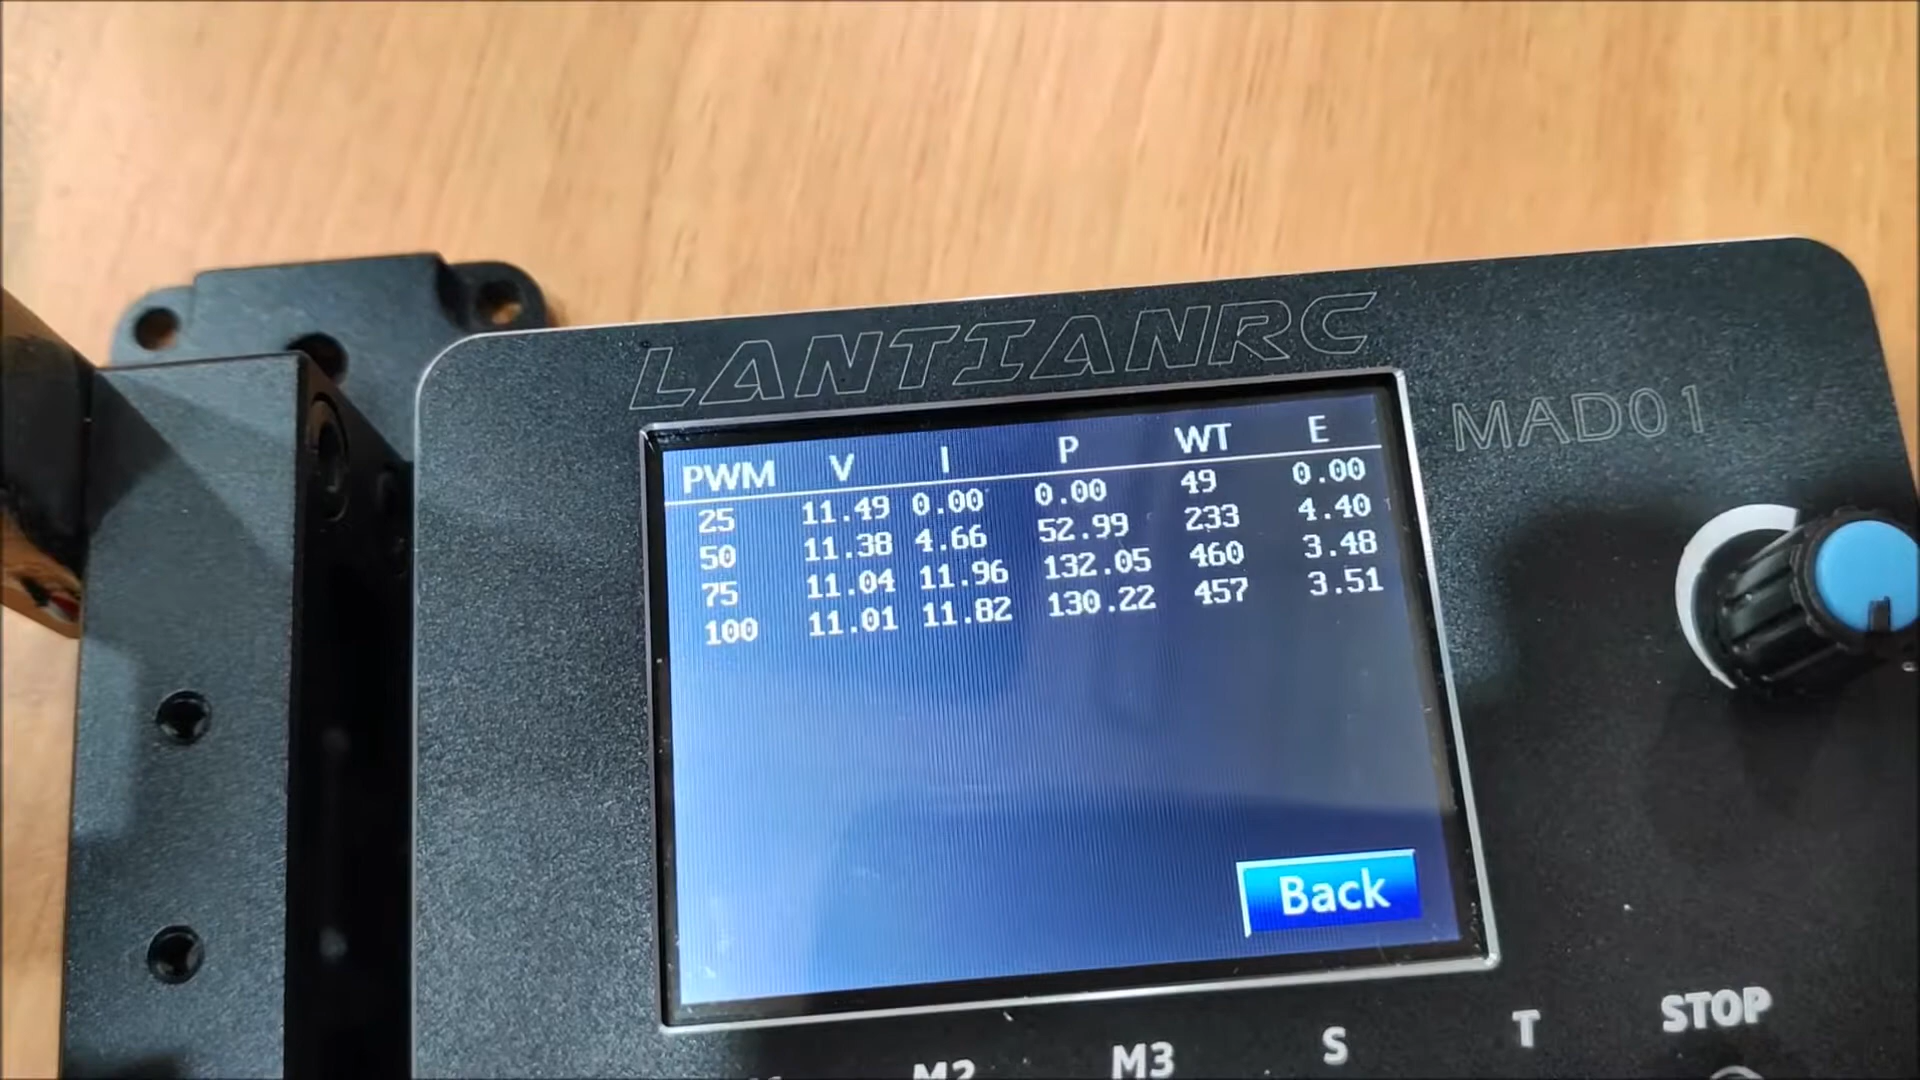 LANTIANRC
MAD01
PWM V I P WT E
25 11.49 0.00 0.00 49 0.00
50 11.38 4.66 52.99 233 4.40
75 11.04 11.96 132.05 460 3.48
100 11.01 11.82 130.22 457 3.51
Back
M2 M3 S T STOP